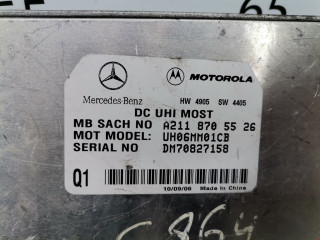 65
MOTOROLA
Mercedes-Benz HW 4905 SW 4405
DC UHI MOST
MB SACH NO A211 870 55 26
MOT MODEL: UH06MM01CB
SERIAL NO DM70827158
Q1
10/09/06 Made in China